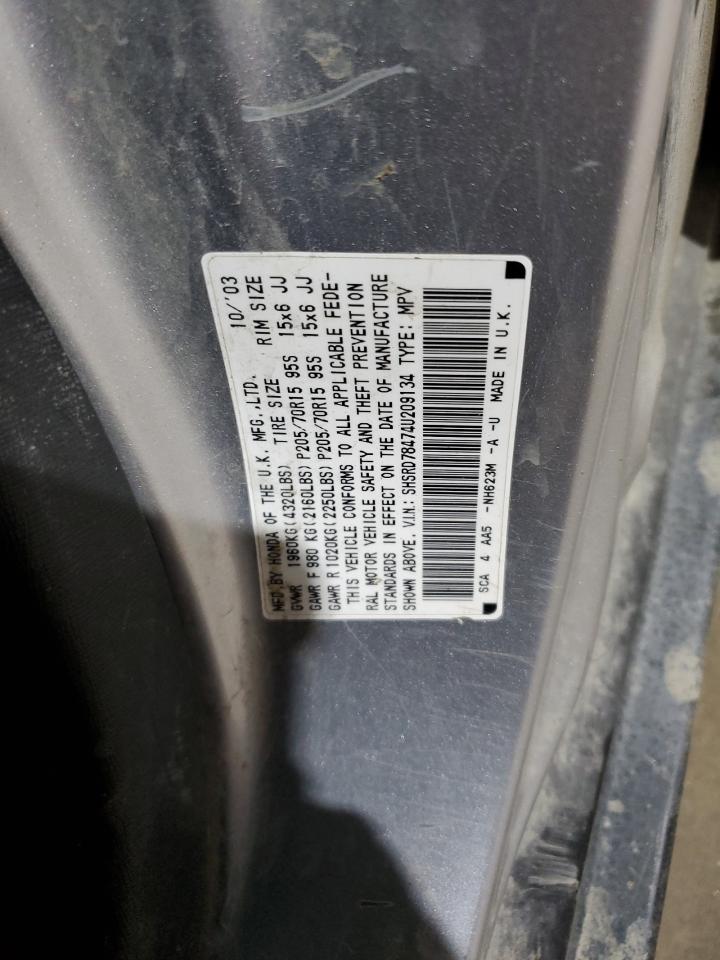 MFD.BY HONDA OF THE U.K. MFG.,LTD. 10/'03
GVWR 1960KG(4320LBS) TIRE SIZE RIM SIZE
GAWR F 980 KG(2160LBS)P205/70R15 95S 15x6 JJ
GAWR R 1020KG(2250LBS)P205/70R15 95S 15x6 JJ
THIS VEHICLE CONFORMS TO ALL APPLICABLE FEDE-
RAL MOTOR VEHICLE SAFETY AND THEFT PREVENTION
STANDARDS IN EFFECT ON THE DATE OF MANUFACTURE
SHOWN ABOVE. V.I.N.: SHSRD78474U209134 TYPE: MPV
SCA 4 AA5 -NH623M -A -U MADE IN U.K.